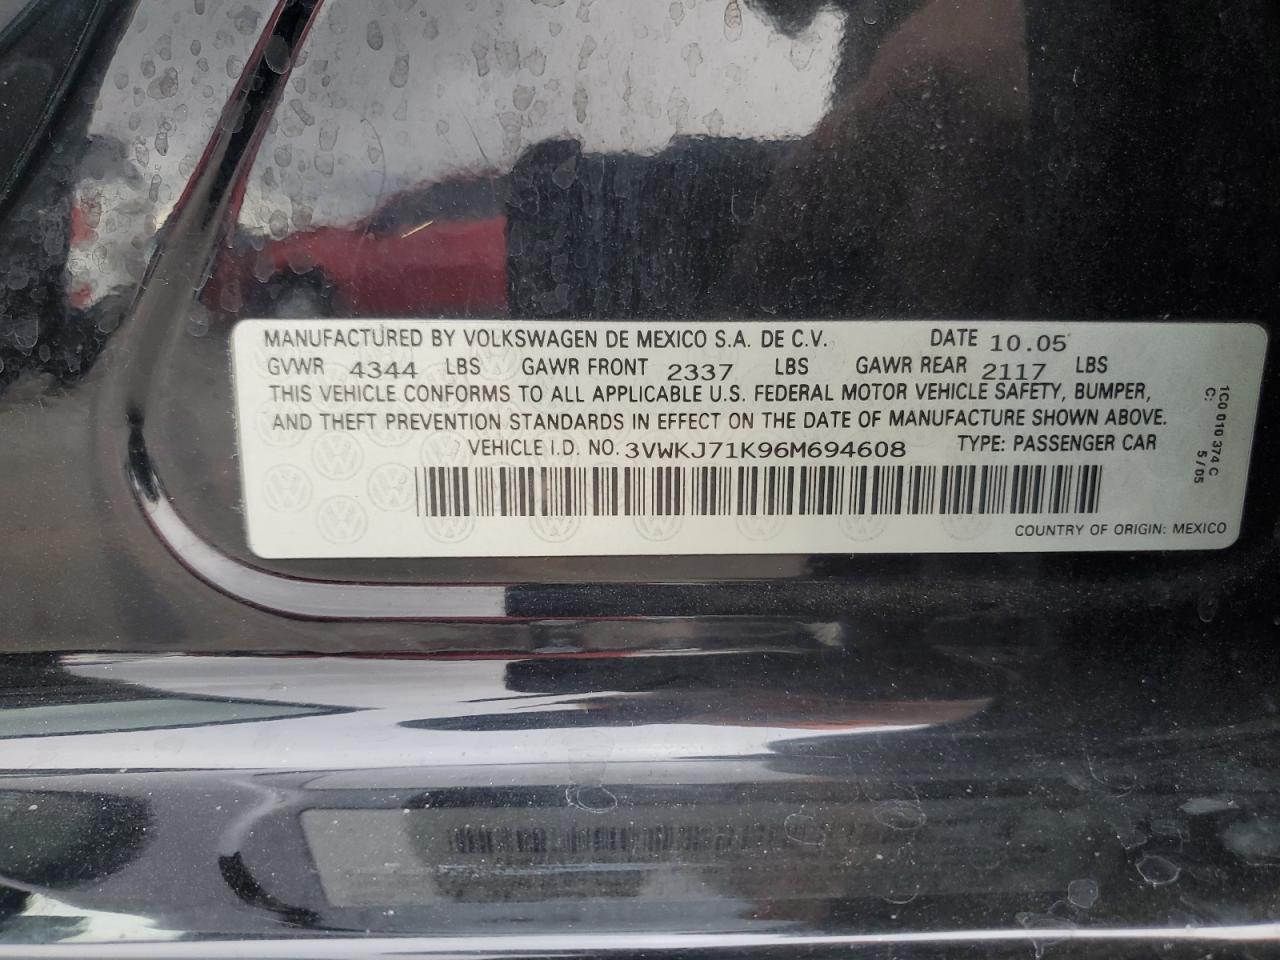 MANUFACTURED BY VOLKSWAGEN DE MEXICO S.A. DE C.V. DATE 10.05
GVWR 4344 LBS GAWR FRONT 2337 LBS GAWR REAR 2117 LBS
THIS VEHICLE CONFORMS TO ALL APPLICABLE U.S. FEDERAL MOTOR VEHICLE SAFETY, BUMPER,
AND THEFT PREVENTION STANDARDS IN EFFECT ON THE DATE OF MANUFACTURE SHOWN ABOVE.
VEHICLE I.D. NO. 3VWKJ71K96M694608 TYPE: PASSENGER CAR
COUNTRY OF ORIGIN: MEXICO
1C0 010 374 C
C: 5/05